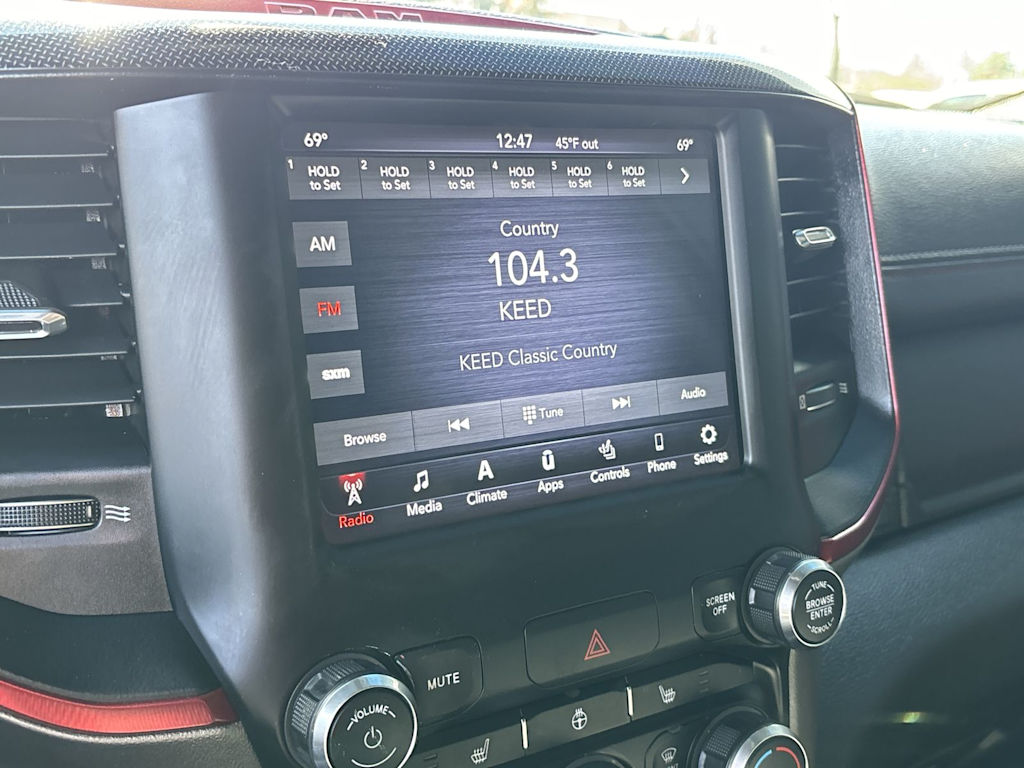 RAM
69° 12:47 45°F out 69°
1 HOLD to Set 2 HOLD to Set 3 HOLD to Set 4 HOLD to Set 5 HOLD to Set 6 HOLD to Set
AM
FM
sxm
Country
104.3
KEED
KEED Classic Country
Browse Tune Audio
Radio Media Climate Apps Controls Phone Settings
SCREEN
OFF
TUNE
BROWSE
ENTER
SCROLL
MUTE
VOLUME